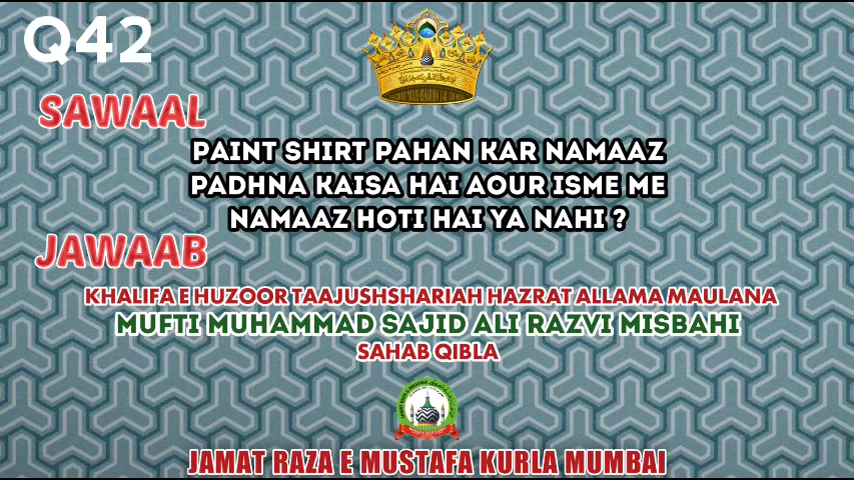 Q42
SAWAAL
PAINT SHIRT PAHAN KAR NAMAAZ
PADHNA KAISA HAI AOUR ISME ME
NAMAAZ HOTI HAI YA NAHI ?
JAWAAB
KHALIFA E HUZOOR TAAJUSHSHARIAH HAZRAT ALLAMA MAULANA
MUFTI MUHAMMAD SAJID ALI RAZVI MISBAHI
SAHAB QIBLA
JAMAT RAZA E MUSTAFA KURLA MUMBAI